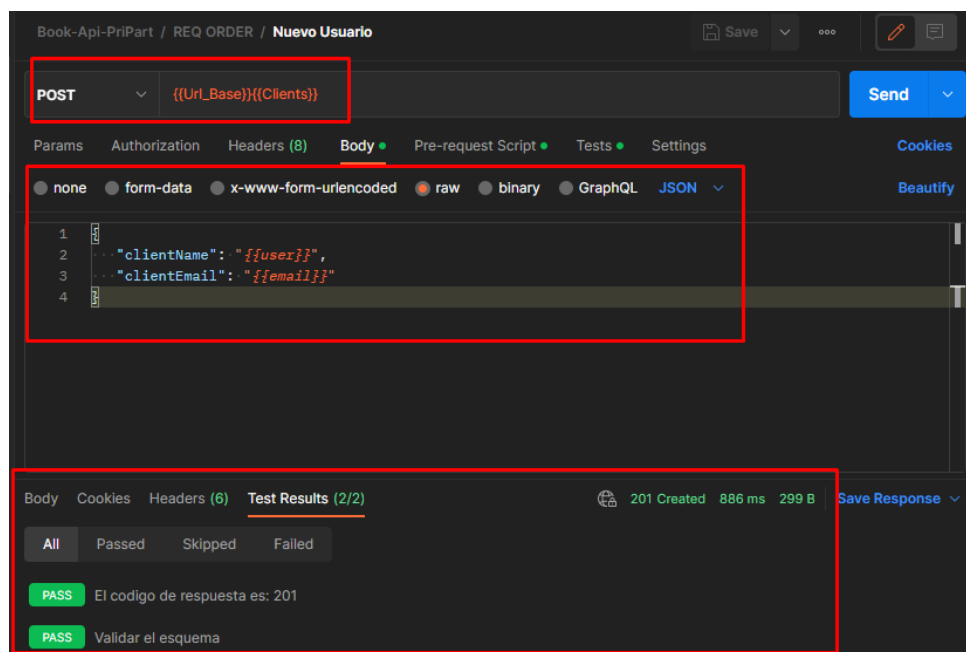 Book-Api-PriPart / REQ ORDER / Nuevo Usuario Save
POST {{Url_Base}}{{Clients}} Send
Params Authorization Headers (8) Body Pre-request Script Tests Settings Cookies
none form-data x-www-form-urlencoded raw binary GraphQL JSON Beautify
1 {
2 "clientName": "{{user}}",
3 "clientEmail": "{{email}}"
4 }
Body Cookies Headers (6) Test Results (2/2) 201 Created 886 ms 299 B Save Response
All Passed Skipped Failed
PASS El codigo de respuesta es: 201
PASS Validar el esquema